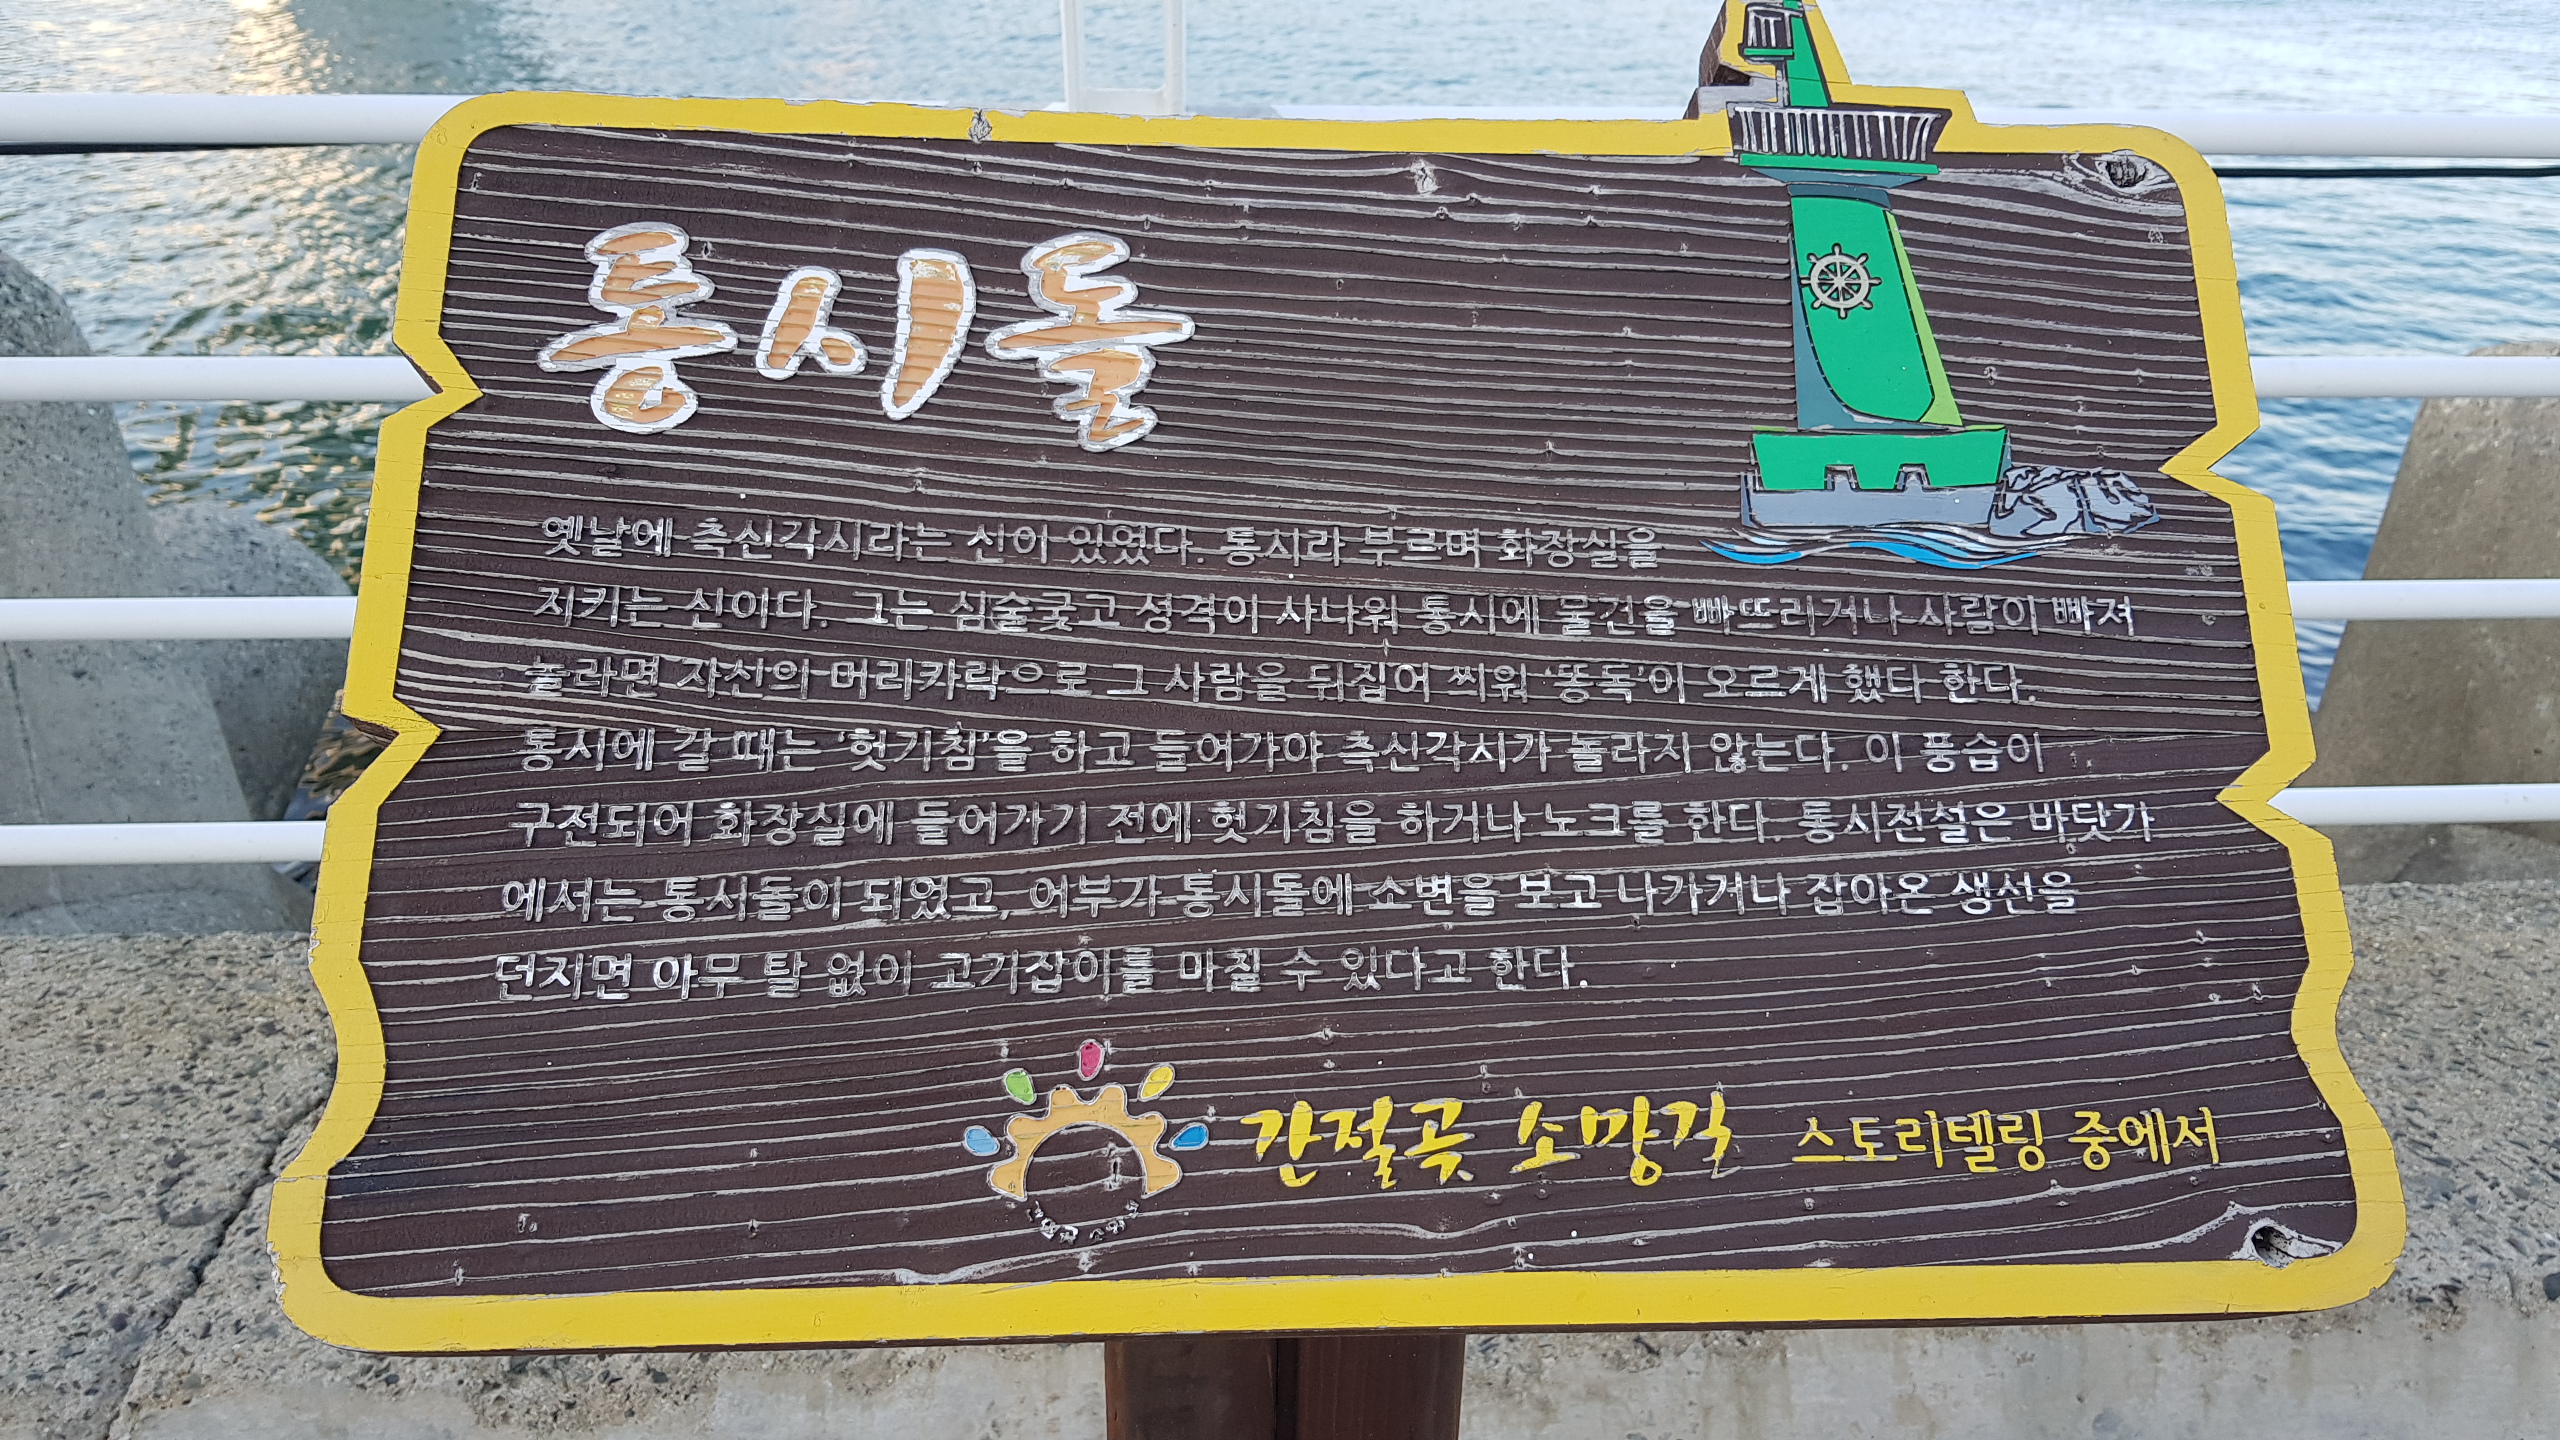 통시돌
옛날에 측신각시라는 신이 있었다. 통시라 부르며 화장실을
지키는 신이다. 그는 심술궂고 성격이 사나워 통시에 물건을 빠뜨리거나 사람이 빠져
놀라면 자신의 머리카락으로 그 사람을 뒤집어 씌워 '똥독'이 오르게 했다 한다.
통시에 갈 때는 '헛기침'을 하고 들어가야 측신각시가 놀라지 않는다. 이 풍습이
구전되어 화장실에 들어가기 전에 헛기침을 하거나 노크를 한다. 통시전설은 바닷가
에서는 통시돌이 되었고, 어부가 통시돌에 소변을 보고 나가거나 잡아온 생선을
던지면 아무 탈 없이 고기잡이를 마칠 수 있다고 한다.
간절곶 소망길 스토리텔링 중에서